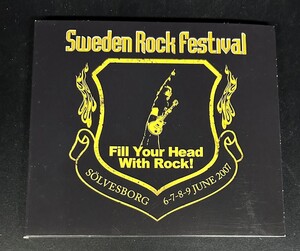 Sweden Rock Festival
Fill Your Head
With Rock!
SÖLVESBORG 6-7-8-9 JUNE 2007